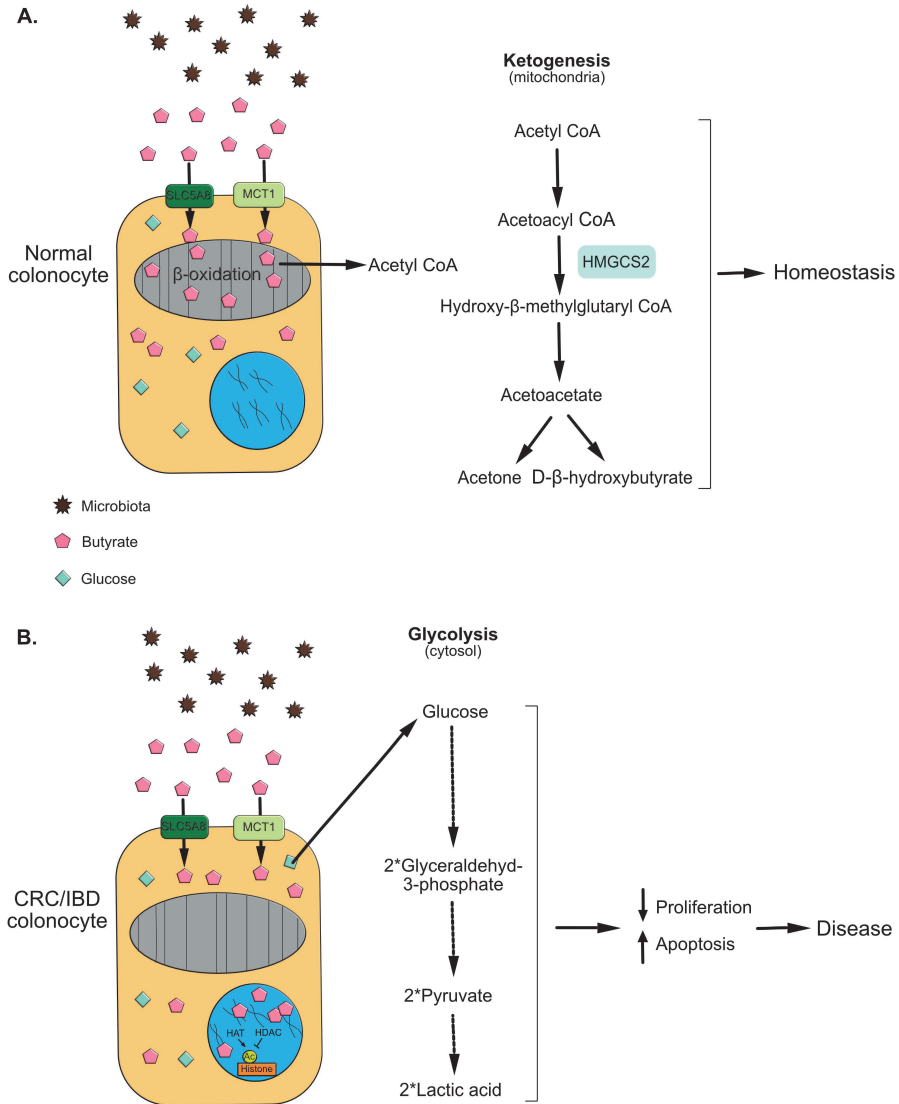 A.
Ketogenesis
(mitochondria)
Acetyl CoA
SLC5A8
MCT1
Acetoacyl CoA
Normal
colonocyte
β-oxidation
Acetyl CoA
HMGCS2
Homeostasis
Hydroxy-β-methylglutaryl CoA
Acetoacetate
Acetone
D-β-hydroxybutyrate
Microbiota
Butyrate
Glucose
B.
Glycolysis
(cytosol)
Glucose
SLC5A8
MCT1
2*Glyceraldehyd-
3-phosphate
CRC/IBD
colonocyte
Proliferation
Apoptosis
Disease
2*Pyruvate
HAT
HDAC
Ac
Histone
2*Lactic acid